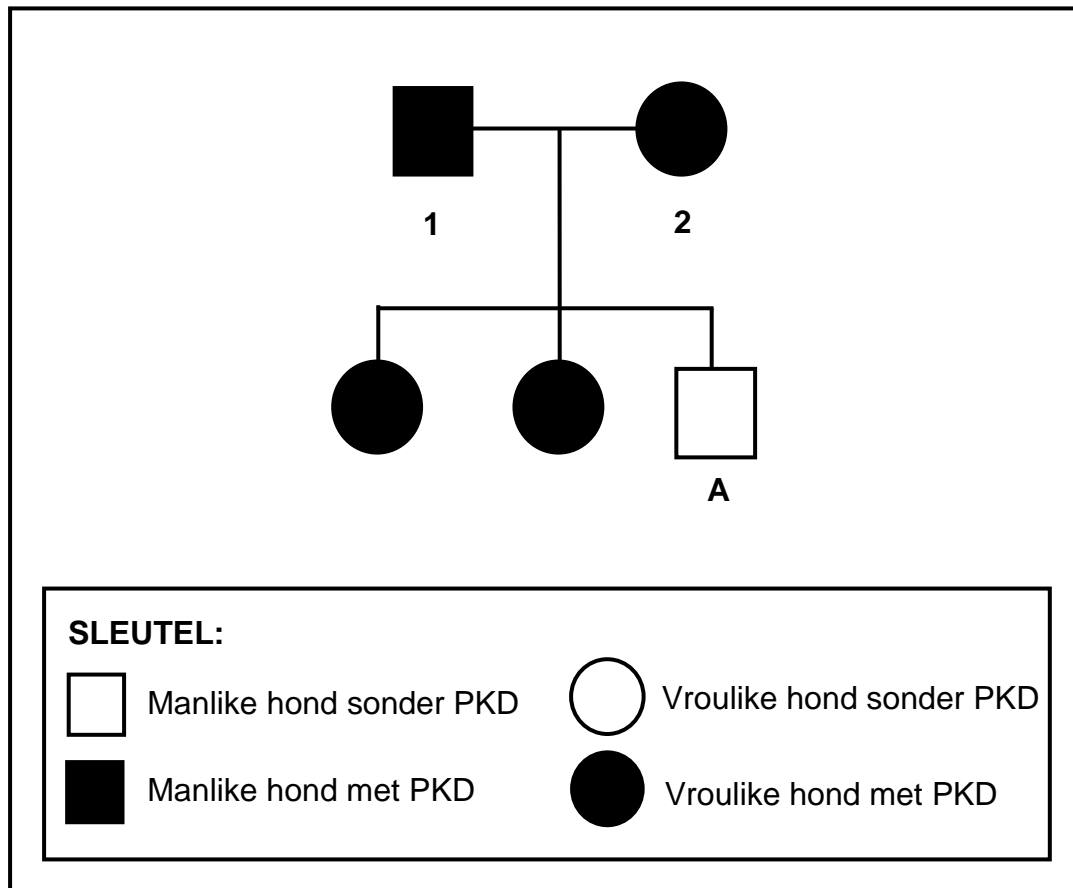 1
2
A
SLEUTEL:
Manlike hond sonder PKD
Vroulike hond sonder PKD
Manlike hond met PKD
Vroulike hond met PKD